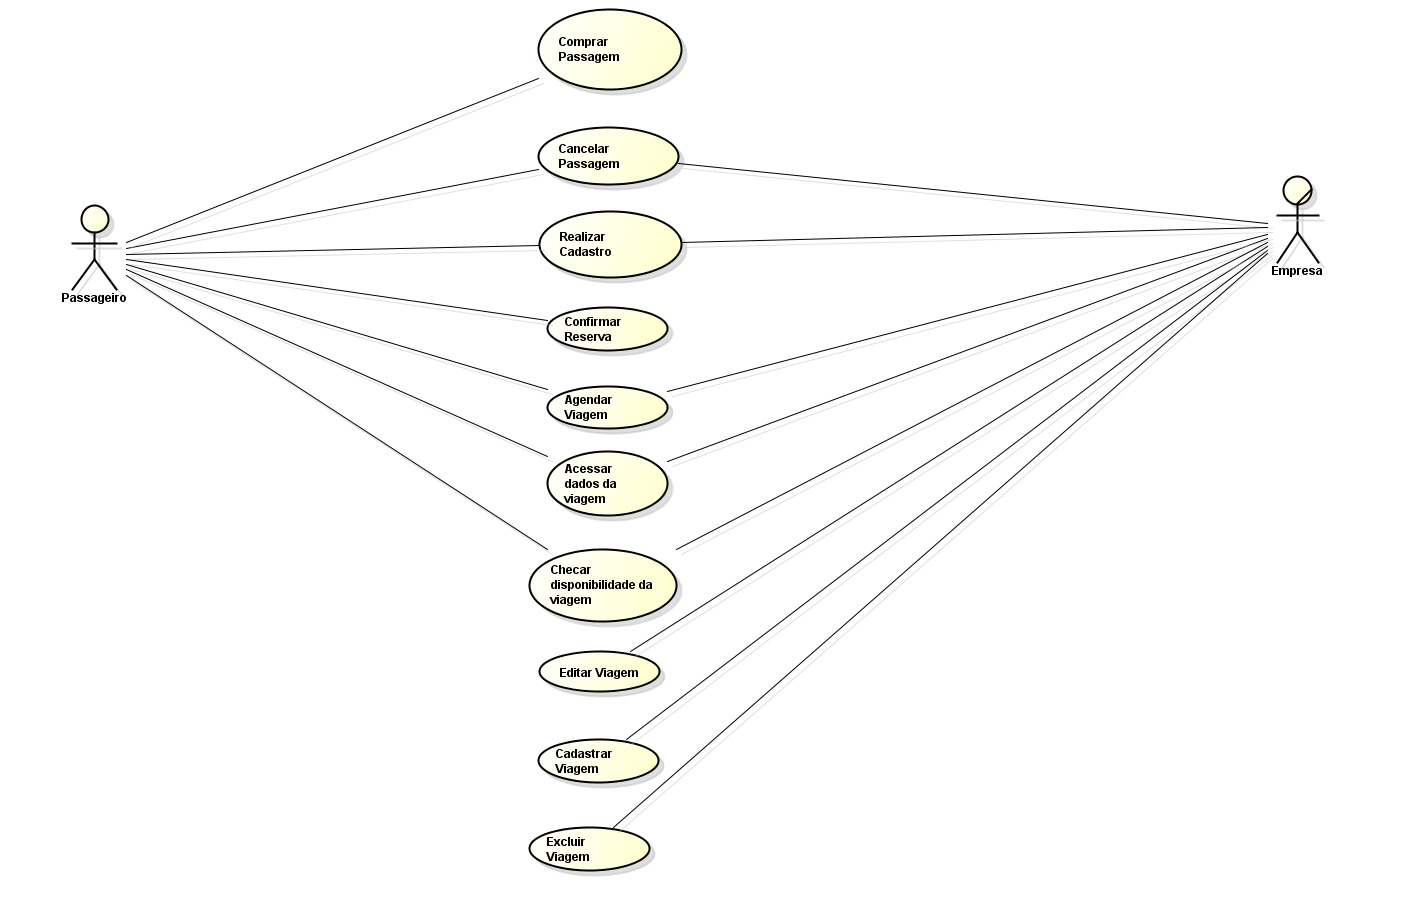 Comprar
Passagem
Cancelar
Passagem
Realizar
Cadastro
Passageiro
Empresa
Confirmar
Reserva
Agendar
Viagem
Acessar
dados da
viagem
Checar
disponibilidade da
viagem
Editar Viagem
Cadastrar
Viagem
Excluir
Viagem